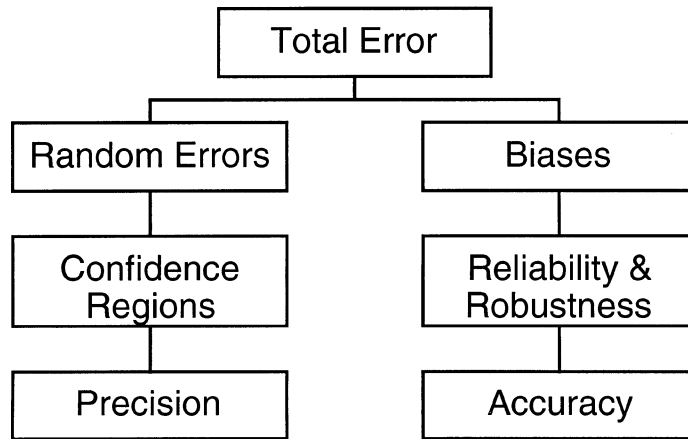 Total Error
Random Errors
Biases
Confidence
Regions
Reliability &
Robustness
Precision
Accuracy